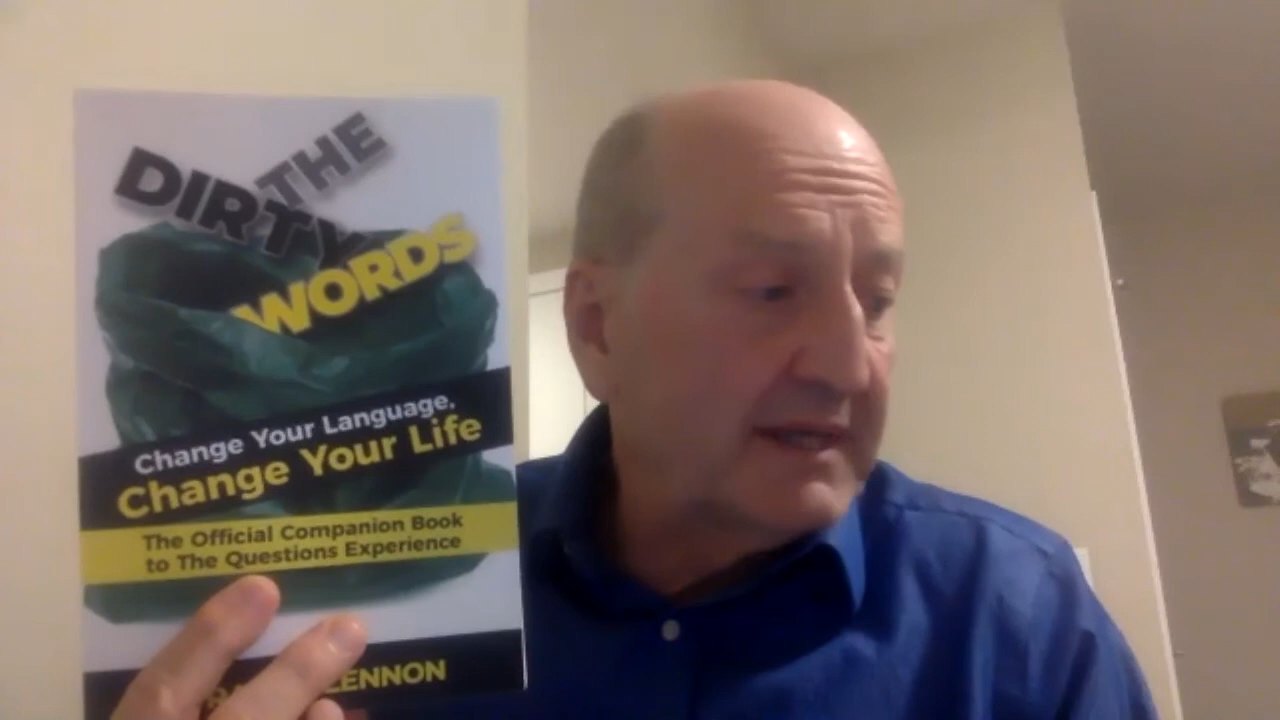 THE
DIRTY
WORDS
Change Your Language,
Change Your Life
The Official Companion Book
to The Questions Experience
LENNON